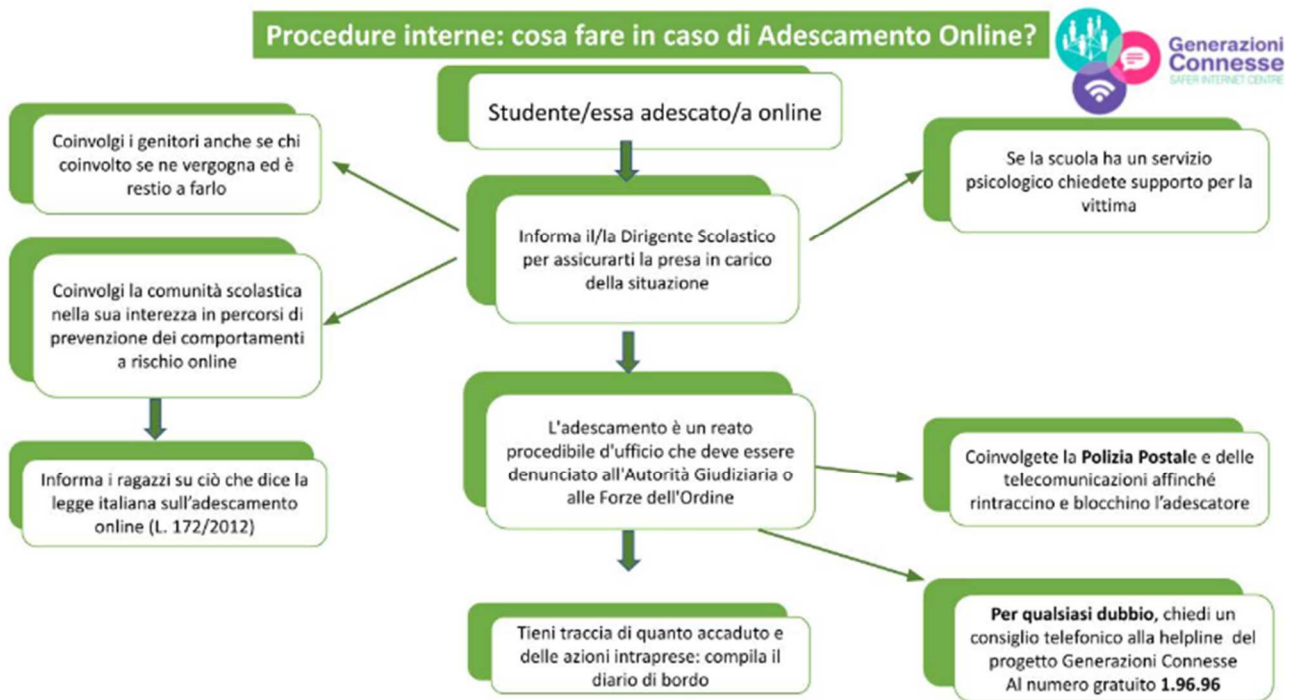 Procedure interne: cosa fare in caso di Adescamento Online?
Generazioni
Connesse
SAFER INTERNET CENTRE
Studente/essa adescato/a online
Coinvolgi i genitori anche se chi
coinvolto se ne vergogna ed è
restio a farlo
Se la scuola ha un servizio
psicologico chiedete supporto per la
vittima
Informa il/la Dirigente Scolastico
per assicurarti la presa in carico
della situazione
Coinvolgi la comunità scolastica
nella sua interezza in percorsi di
prevenzione dei comportamenti
a rischio online
L'adescamento è un reato
procedibile d'ufficio che deve essere
denunciato all'Autorità Giudiziaria o
alle Forze dell'Ordine
Coinvolgete la Polizia Postale e delle
telecomunicazioni affinché
rintraccino e blocchino l’adescatore
Informa i ragazzi su ciò che dice la
legge italiana sull’adescamento
online (L. 172/2012)
Tieni traccia di quanto accaduto e
delle azioni intraprese: compila il
diario di bordo
Per qualsiasi dubbio, chiedi un
consiglio telefonico alla helpline del
progetto Generazioni Connesse
Al numero gratuito 1.96.96